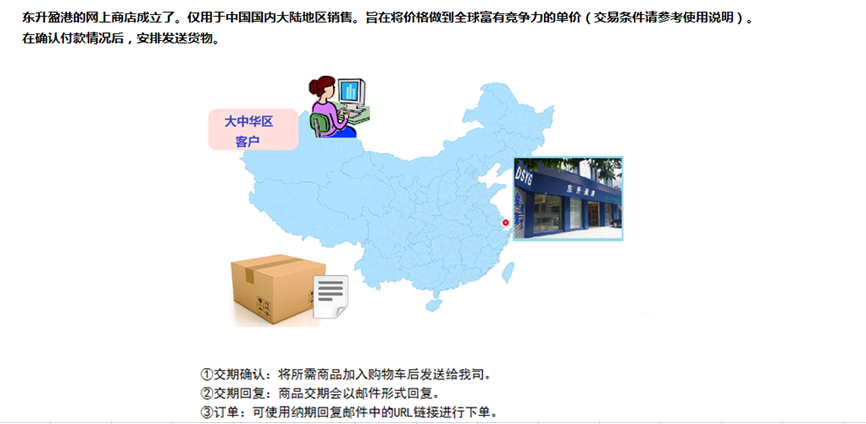 东升盈港的网上商店成立了。仅用于中国国内大陆地区销售。旨在将价格做到全球富有竞争力的单价（交易条件请参考使用说明）。
在确认付款情况后，安排发送货物。
大中华区
客户
DSYG
东升盈港
①交期确认：将所需商品加入购物车后发送给我司。
②交期回复：商品交期会以邮件形式回复。
③订单：可使用纳期回复邮件中的URL链接进行下单。